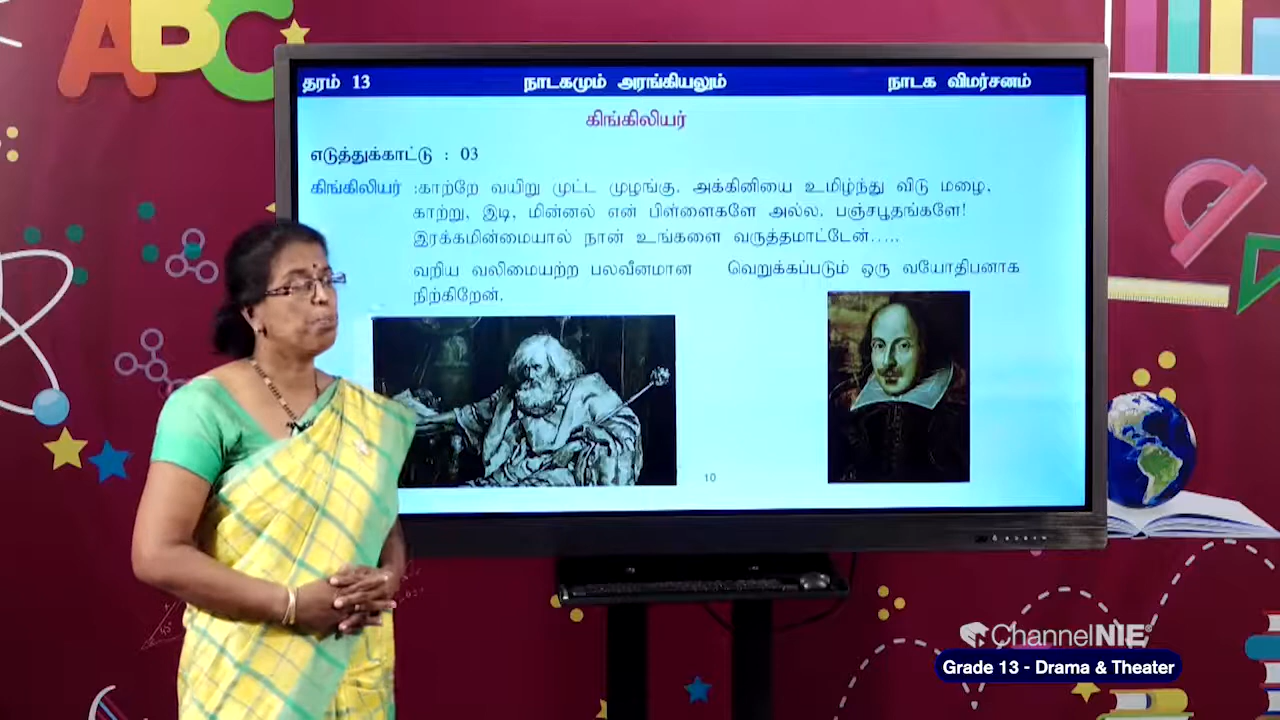 ABC
தரம் 13 நாடகமும் அரங்கியலும் நாடக விமர்சனம்
கிங்கிலியர்
எடுத்துக்காட்டு : 03
கிங்கிலியர் :காற்றே வயிறு முட்ட முழங்கு. அக்கினியை உமிழ்ந்து விடு மழை,
காற்று, இடி, மின்னல் என் பிள்ளைகளே அல்ல. பஞ்சபூதங்களே!
இரக்கமின்மையால் நான் உங்களை வருத்தமாட்டேன்.....
வறிய வலிமையற்ற பலவீனமான வெறுக்கப்படும் ஒரு வயோதிபனாக
நிற்கிறேன்.
10
ChannelNIE
Grade 13 - Drama & Theater